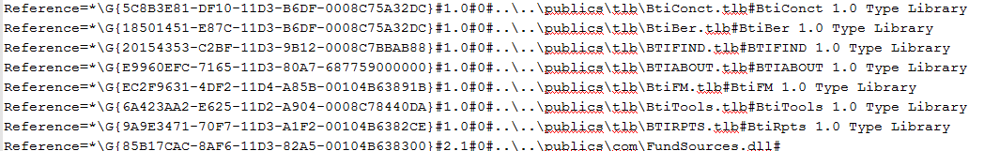 Reference=*\G{5C8B3E81-DF10-11D3-B6DF-0008C75A32DC}#1.0#0#..\..\publics\tlb\BtiConct.tlb#BtiConct 1.0 Type Library
Reference=*\G{18501451-E87C-11D3-B6DF-0008C75A32DC}#1.0#0#..\..\publics\tlb\BtiBer.tlb#BtiBer 1.0 Type Library
Reference=*\G{20154353-C2BF-11D3-9B12-0008C7BBAB88}#1.0#0#..\..\publics\tlb\BTIFIND.tlb#BTIFIND 1.0 Type Library
Reference=*\G{E9960EFC-7165-11D3-80A7-687759000000}#1.0#0#..\..\publics\tlb\BTIABOUT.tlb#BTIABOUT 1.0 Type Library
Reference=*\G{EC2F9631-4DF2-11D4-A85B-00104B63891B}#1.0#0#..\..\publics\tlb\BtiFM.tlb#BtiFM 1.0 Type Library
Reference=*\G{6A423AA2-E625-11D2-A904-0008C78440DA}#1.0#0#..\..\publics\tlb\BtiTools.tlb#BtiTools 1.0 Type Library
Reference=*\G{9A9E3471-70F7-11D3-A1F2-00104B6382CE}#1.0#0#..\..\publics\tlb\BTIRPTS.tlb#BtiRpts 1.0 Type Library
Reference=*\G{85B17CAC-8AF6-11D3-82A5-00104B638300}#2.1#0#..\..\publics\com\FundSources.dll#